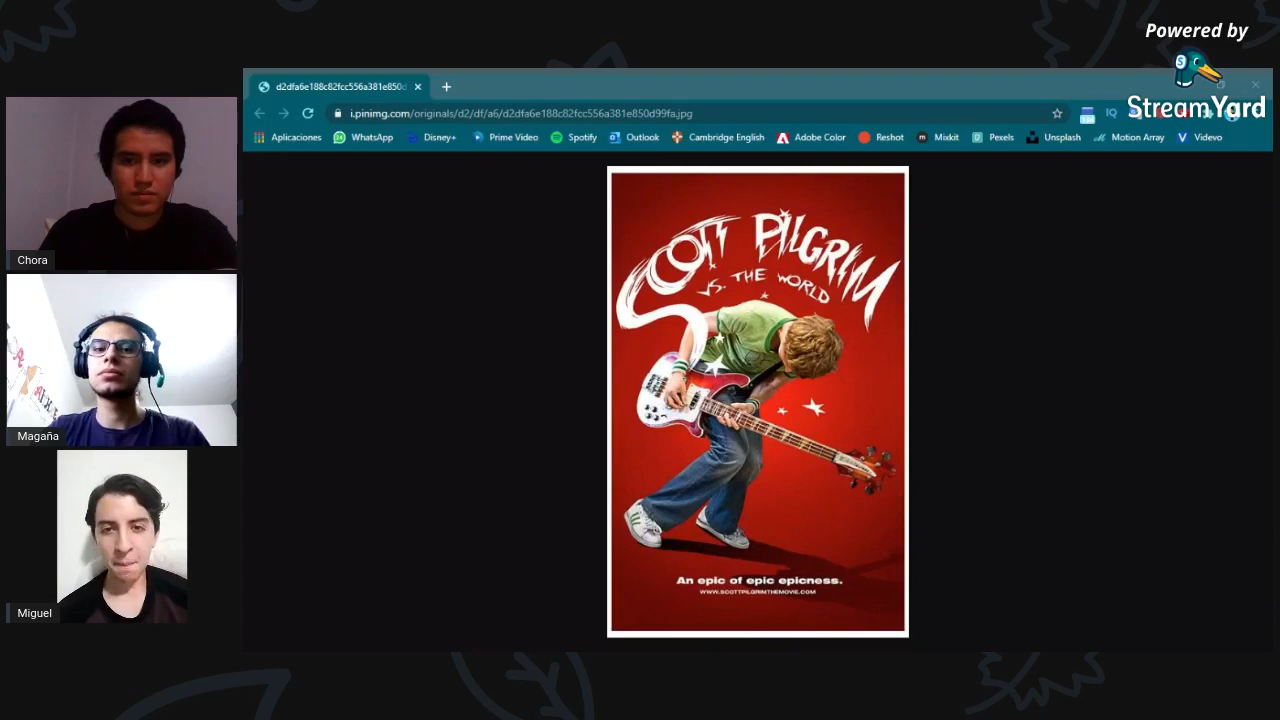 Powered by
StreamYard
d2dfa6e188c82fcc556a381e850d
i.pinimg.com/originals/d2/df/a6/d2dfa6e188c82fcc556a381e850d99fa.jpg
Aplicaciones WhatsApp Disney+ Prime Video Spotify Outlook Cambridge English Adobe Color Reshot Mixkit Pexels Unsplash Motion Array Videvo
SCOTT PILGRIM
VS. THE WORLD
An epic of epic epicness.
WWW.SCOTTPILGRIMTHEMOVIE.COM
Chora
Magaña
Miguel